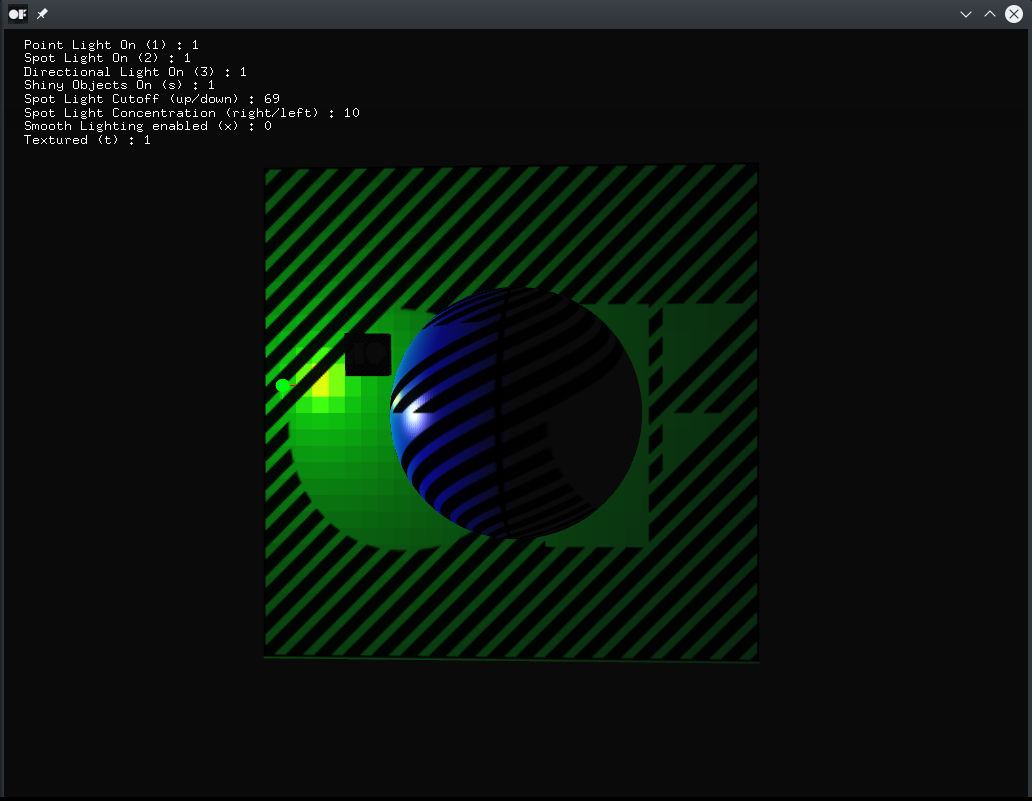 OF
Point Light On (1) : 1
Spot Light On (2) : 1
Directional Light On (3) : 1
Shiny Objects On (s) : 1
Spot Light Cutoff (up/down) : 69
Spot Light Concentration (right/left) : 10
Smooth Lighting enabled (x) : 0
Textured (t) : 1